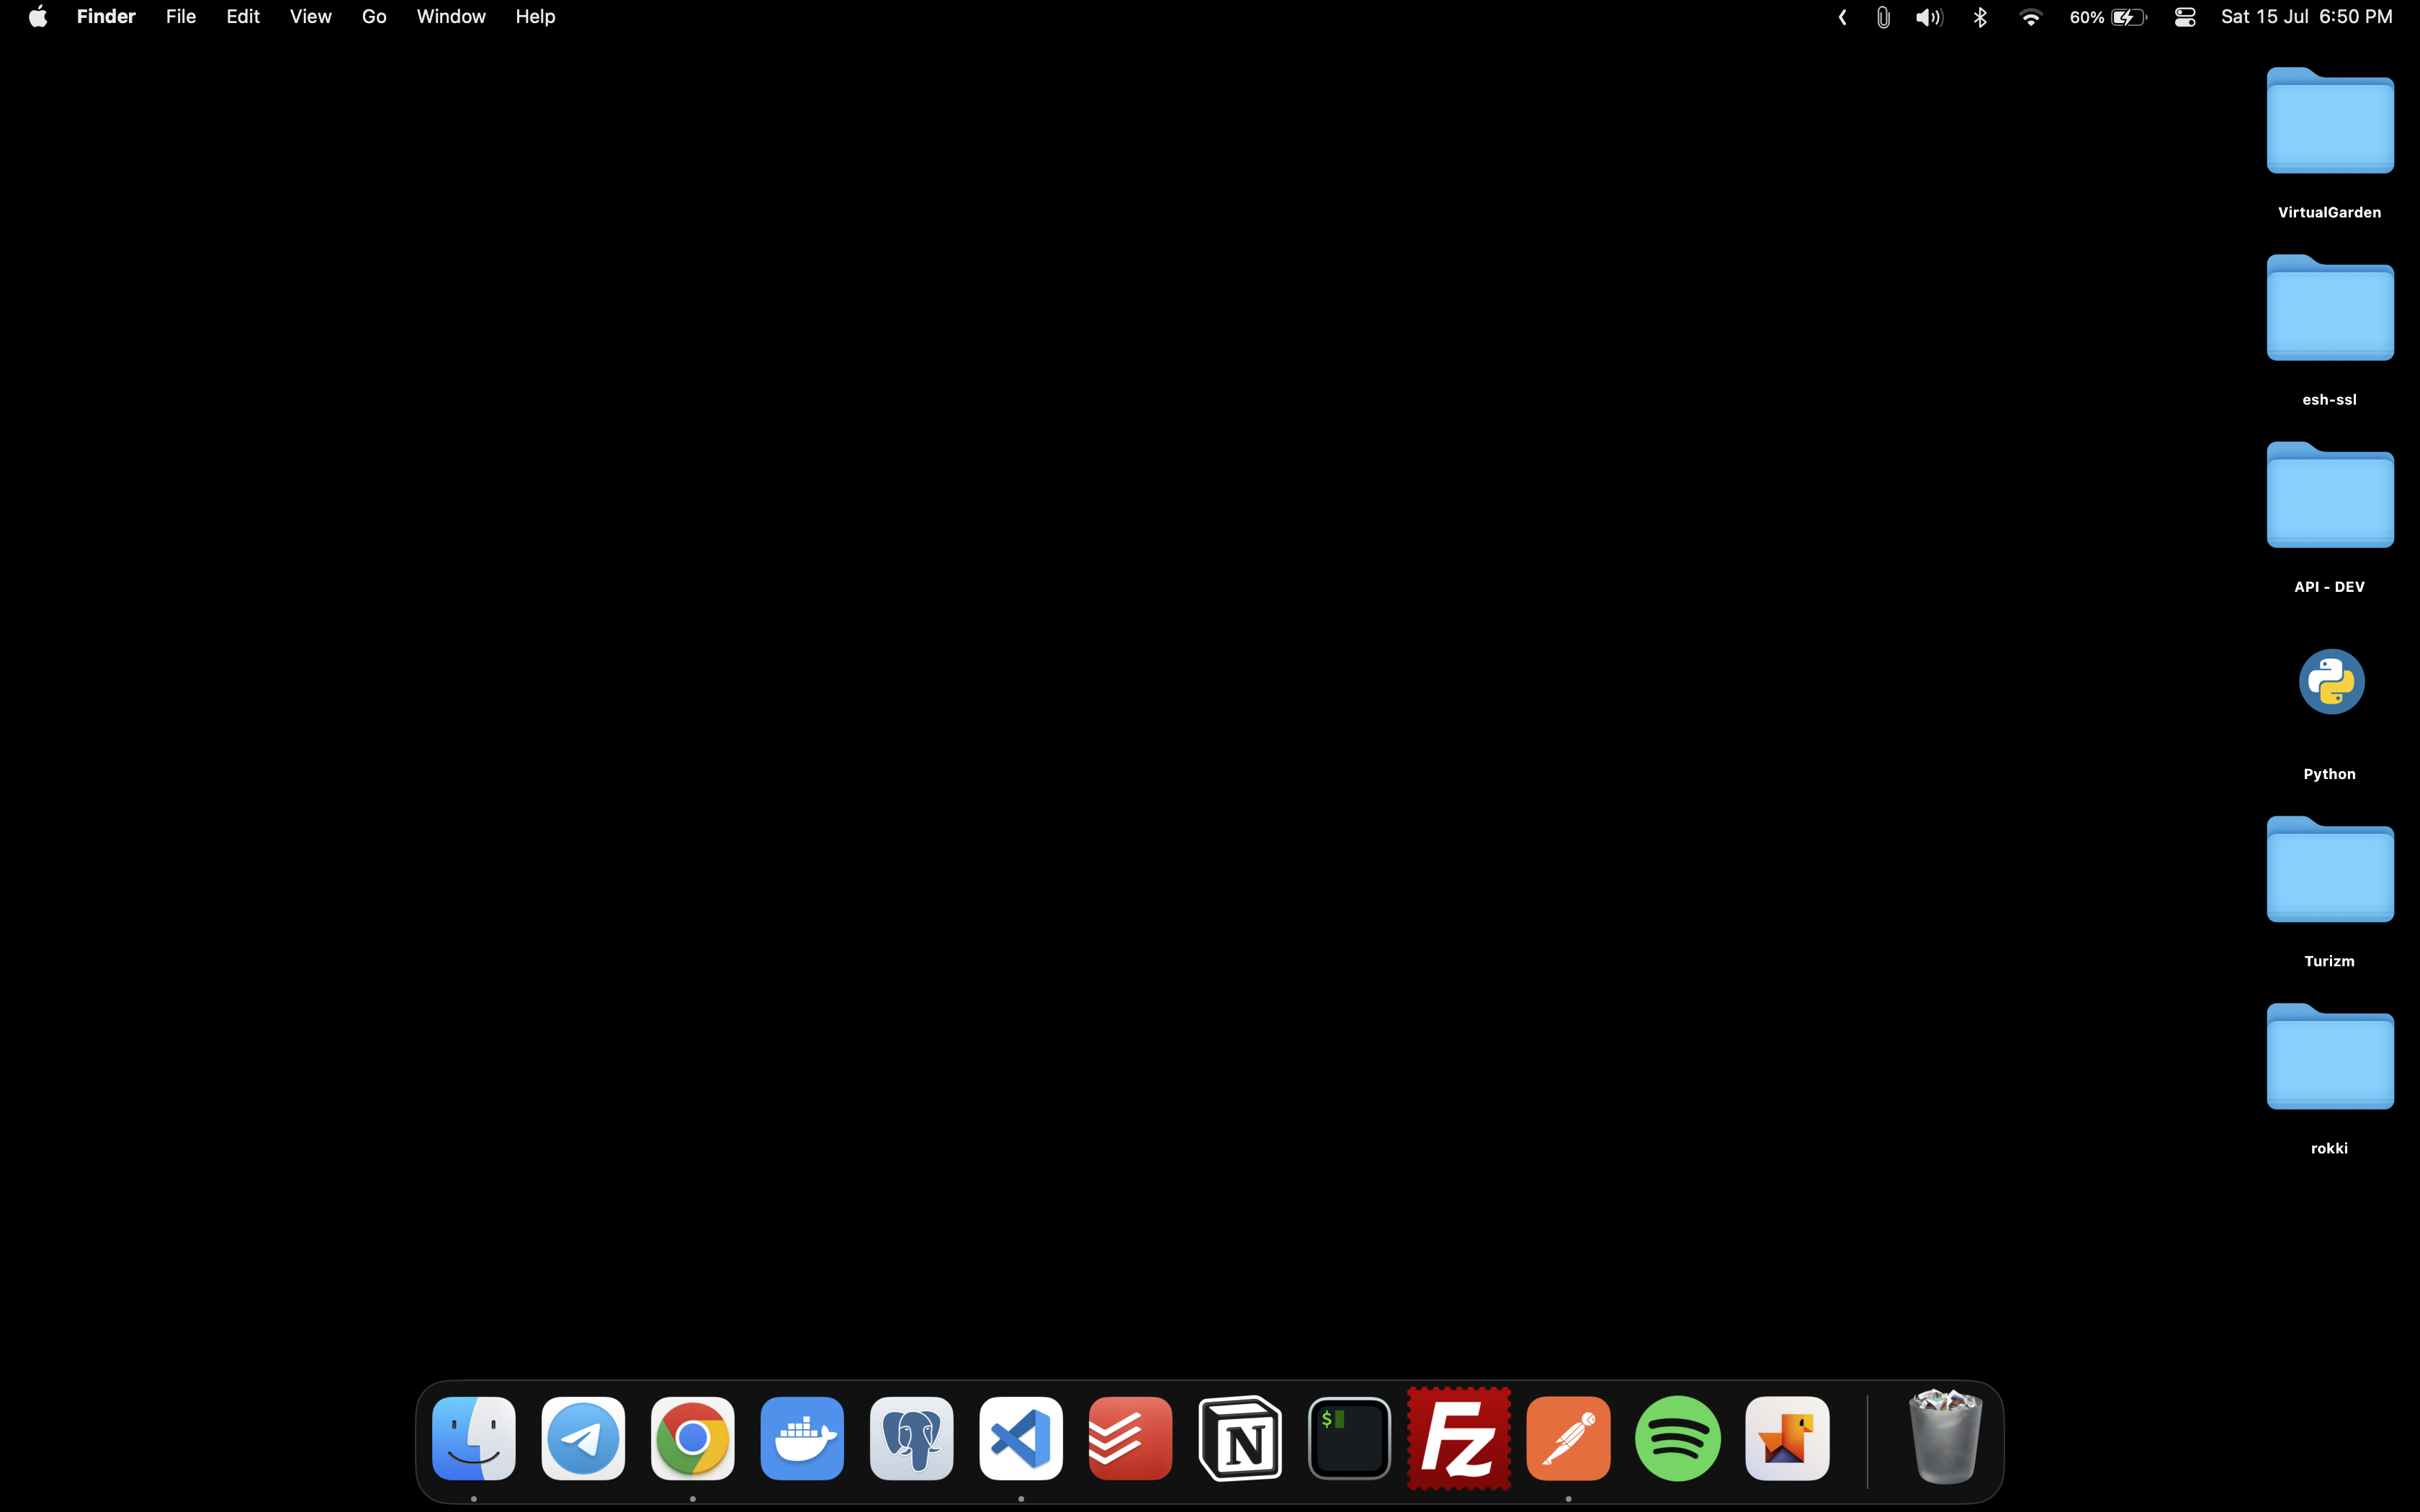 Finder File Edit View Go Window Help 60% Sat 15 Jul 6:50 PM
VirtualGarden
esh-ssl
API - DEV
Python
Turizm
rokki
N $ Fz